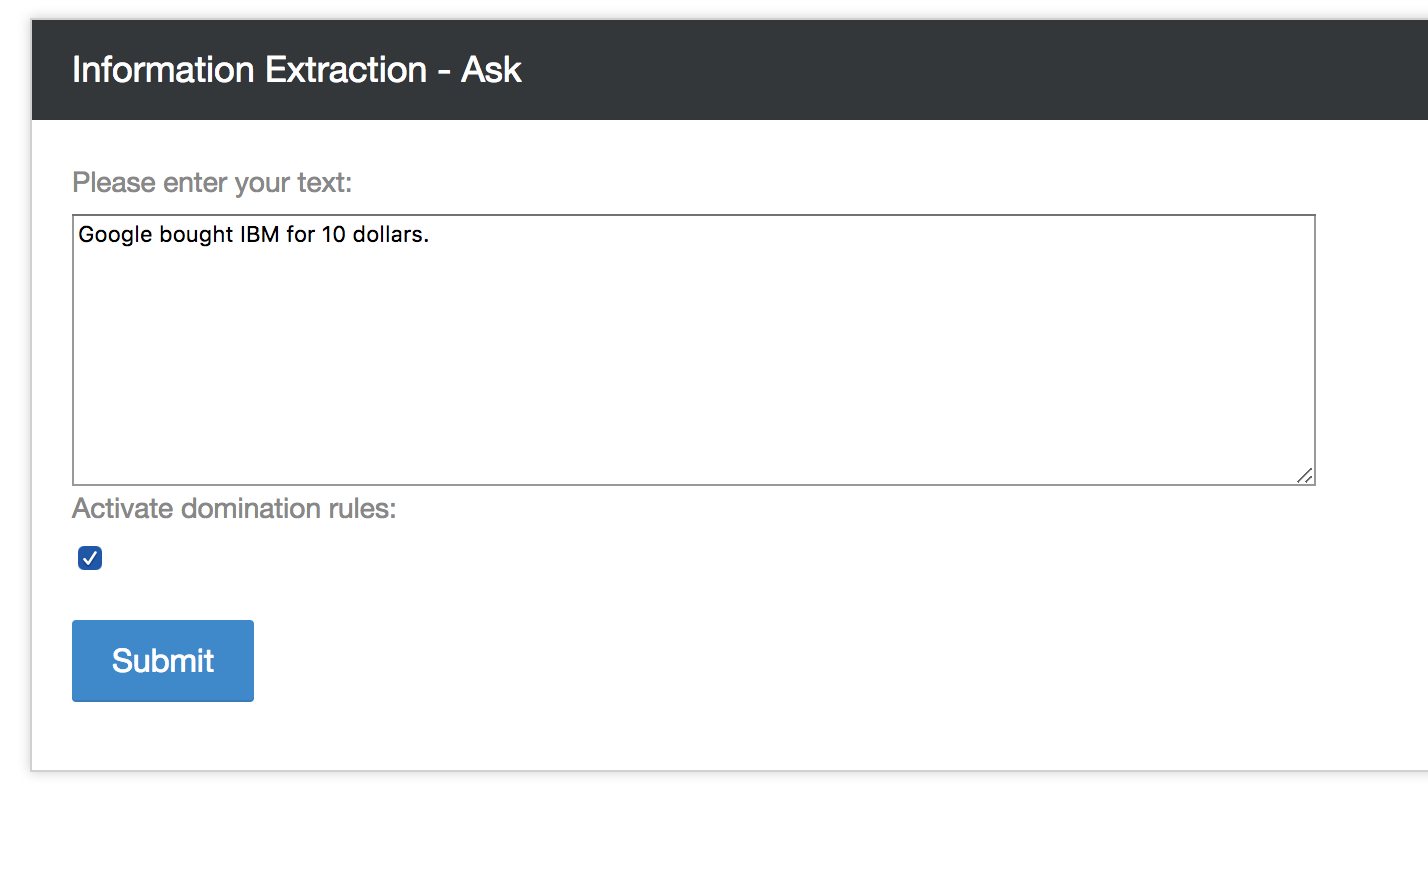 Information Extraction - Ask
Please enter your text:
Google bought IBM for 10 dollars.
Activate domination rules:
Submit